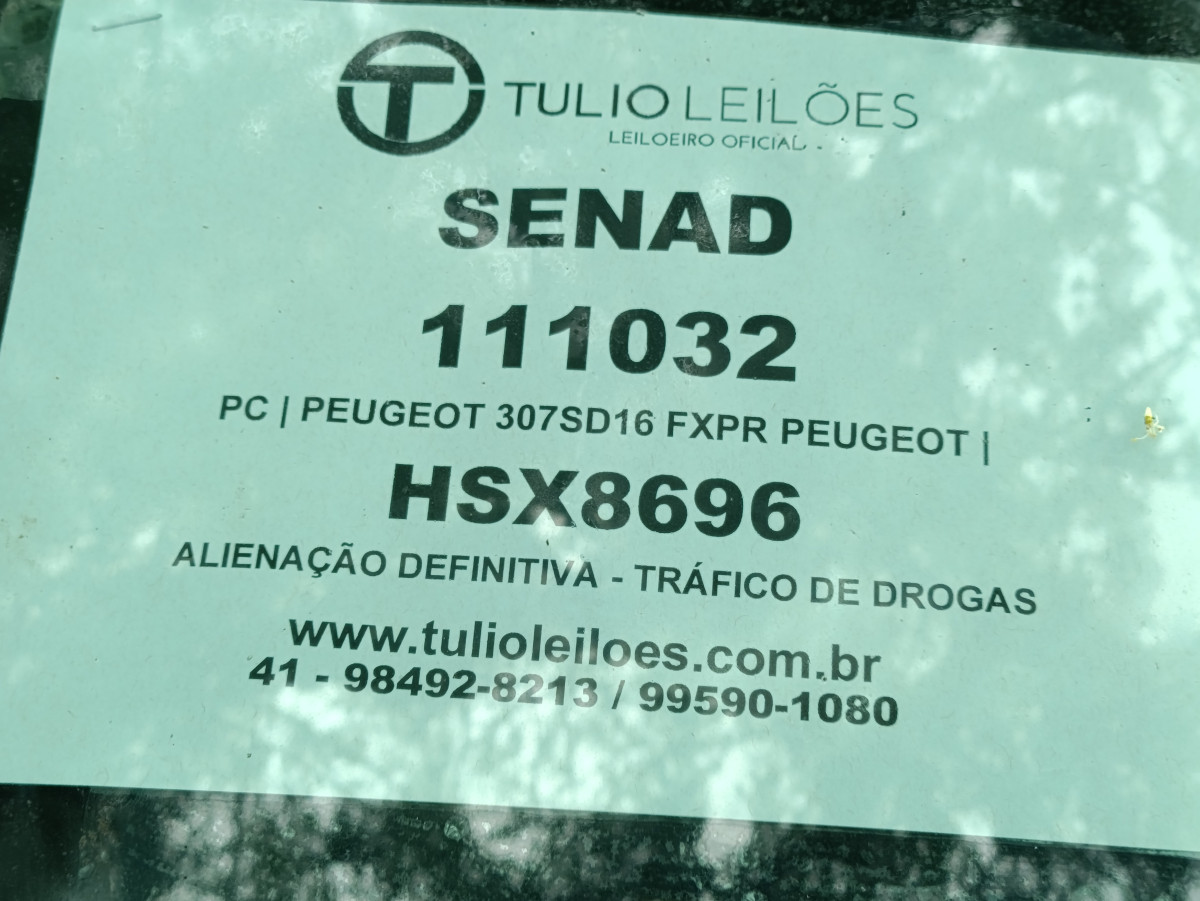 TULIO LEILÕES
LEILOEIRO OFICIAL
SENAD
111032
PC | PEUGEOT 307SD16 FXPR PEUGEOT |
HSX8696
ALIENAÇÃO DEFINITIVA - TRÁFICO DE DROGAS
www.tulioleiloes.com.br
41 - 98492-8213 / 99590-1080